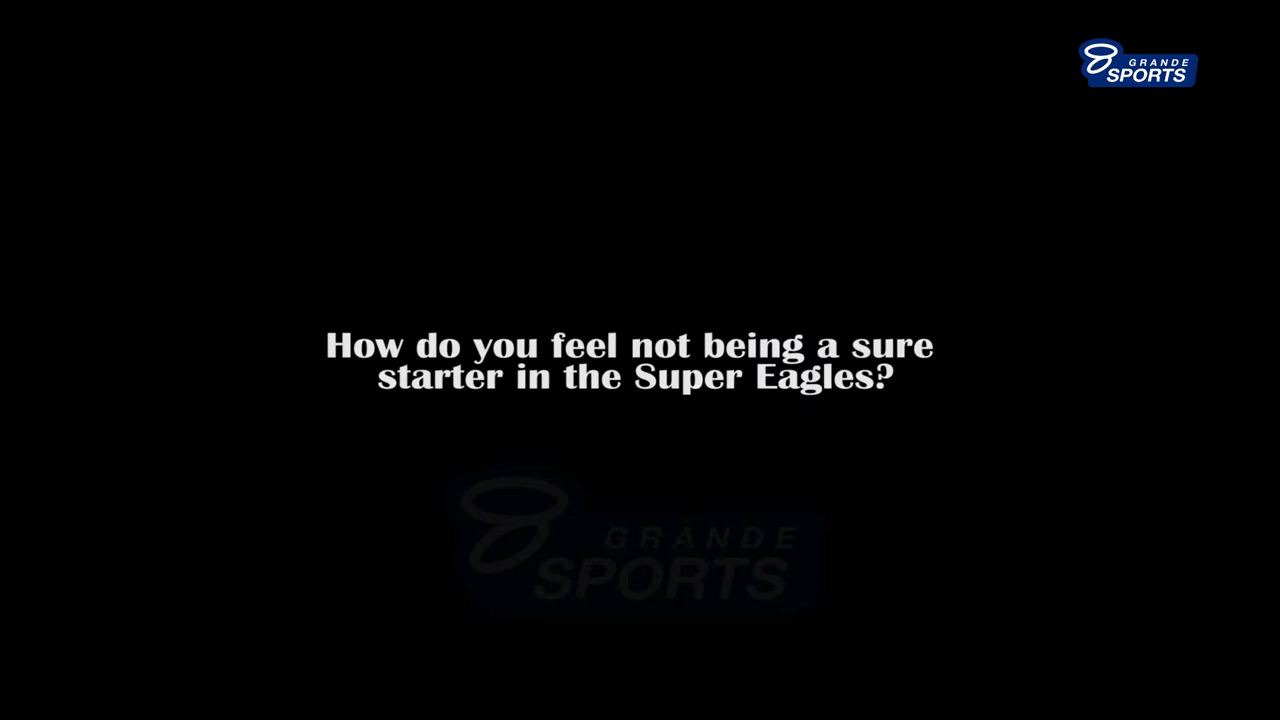 GRANDE
SPORTS
How do you feel not being a sure
starter in the Super Eagles?
GRANDE
SPORTS